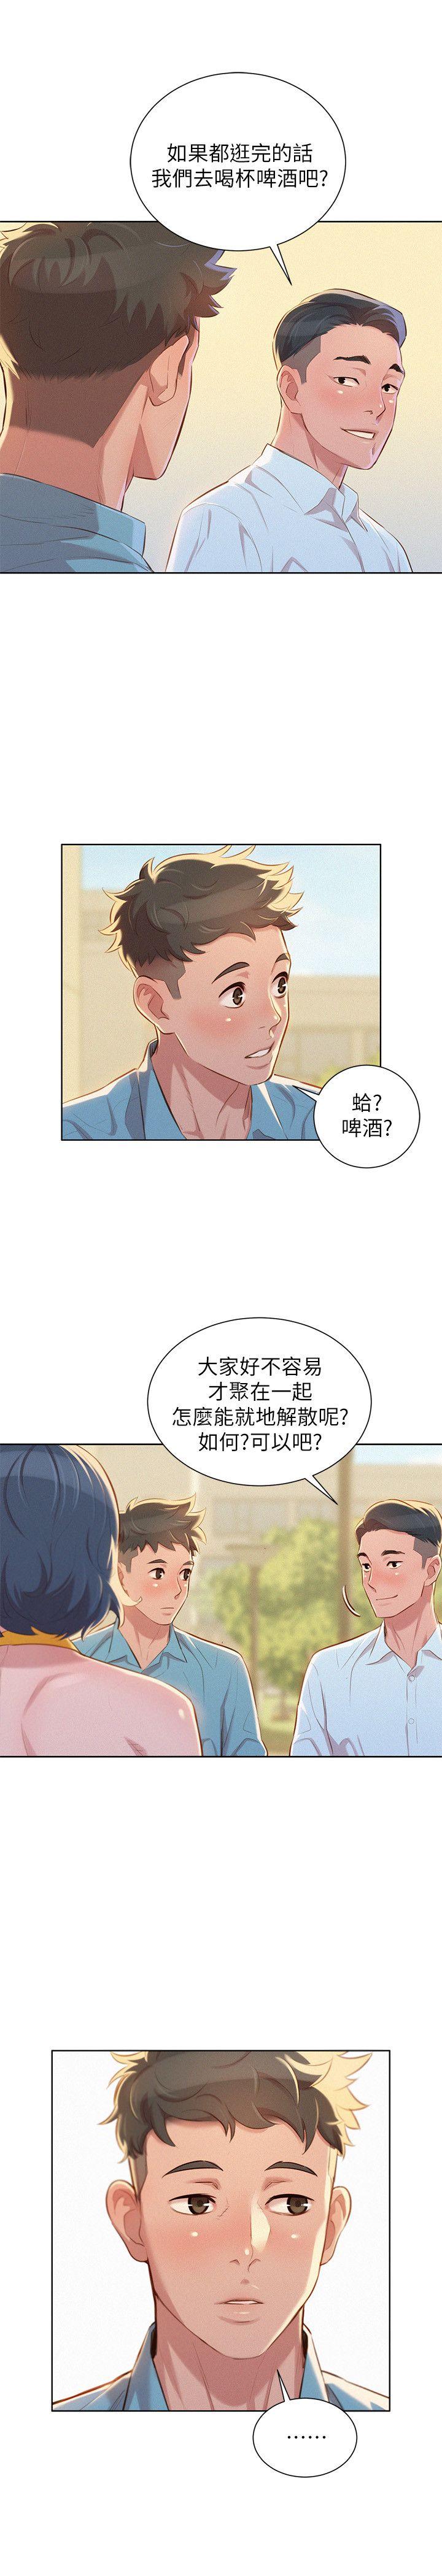 如果都逛完的話
我們去喝杯啤酒吧?
蛤?
啤酒?
大家好不容易
才聚在一起
怎麼能就地解散呢?
如何?可以吧?
……